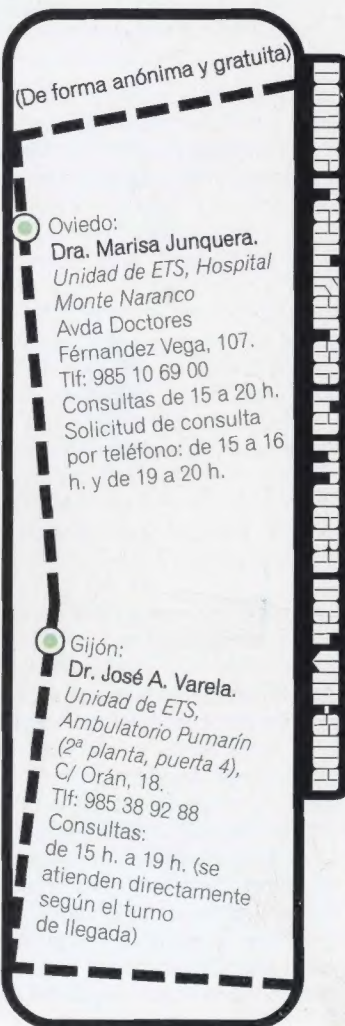 Dónde realizarse la prueba del VIH-sida
(De forma anónima y gratuita)
Oviedo:
Dra. Marisa Junquera.
Unidad de ETS, Hospital
Monte Naranco
Avda Doctores
Férnandez Vega, 107.
Tlf: 985 10 69 00
Consultas de 15 a 20 h.
Solicitud de consulta
por teléfono: de 15 a 16
h. y de 19 a 20 h.
Gijón:
Dr. José A. Varela.
Unidad de ETS,
Ambulatorio Pumarín
(2ª planta, puerta 4),
C/ Orán, 18.
Tlf: 985 38 92 88
Consultas:
de 15 h. a 19 h. (se
atienden directamente
según el turno
de llegada)